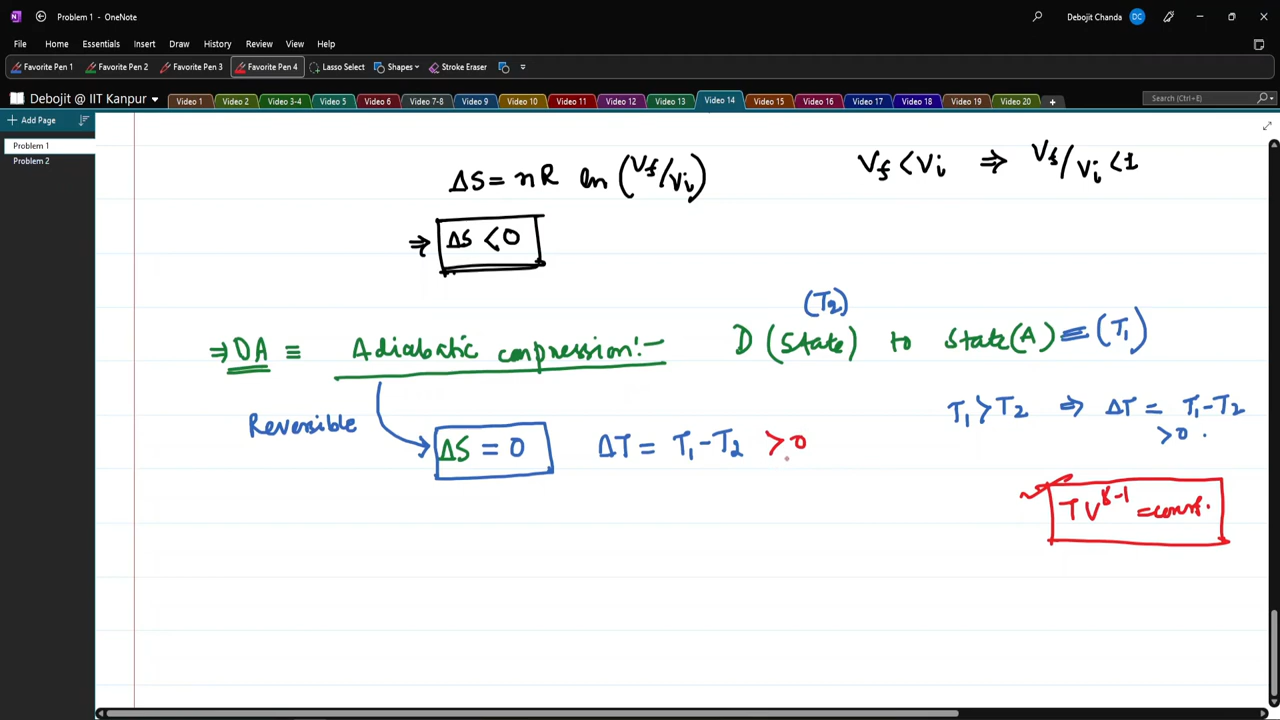 Problem 1 - OneNote
Debojit Chanda DC
File Home Essentials Insert Draw History Review View Help
Favorite Pen 1 Favorite Pen 2 Favorite Pen 3 Favorite Pen 4 Lasso Select Shapes Stroke Eraser
Debojit @ IIT Kanpur Video 1 Video 2 Video 3-4 Video 5 Video 6 Video 7-8 Video 9 Video 10 Video 11 Video 12 Video 13 Video 14 Video 15 Video 16 Video 17 Video 18 Video 19 Video 20 + Search (Ctrl+E)
+ Add Page
Problem 1
Problem 2
ΔS = nR ln (Vf/Vi) Vf < Vi ⇒ Vf/Vi < 1
⇒ ΔS < 0
(T2)
⇒ DA ≡ Adiabatic compression:- D (State) to State(A) = (T1)
T1 > T2 ⇒ ΔT = T1-T2
> 0 .
Reversible
ΔS = 0 ΔT = T1-T2 > 0
TV^γ-1 = const.